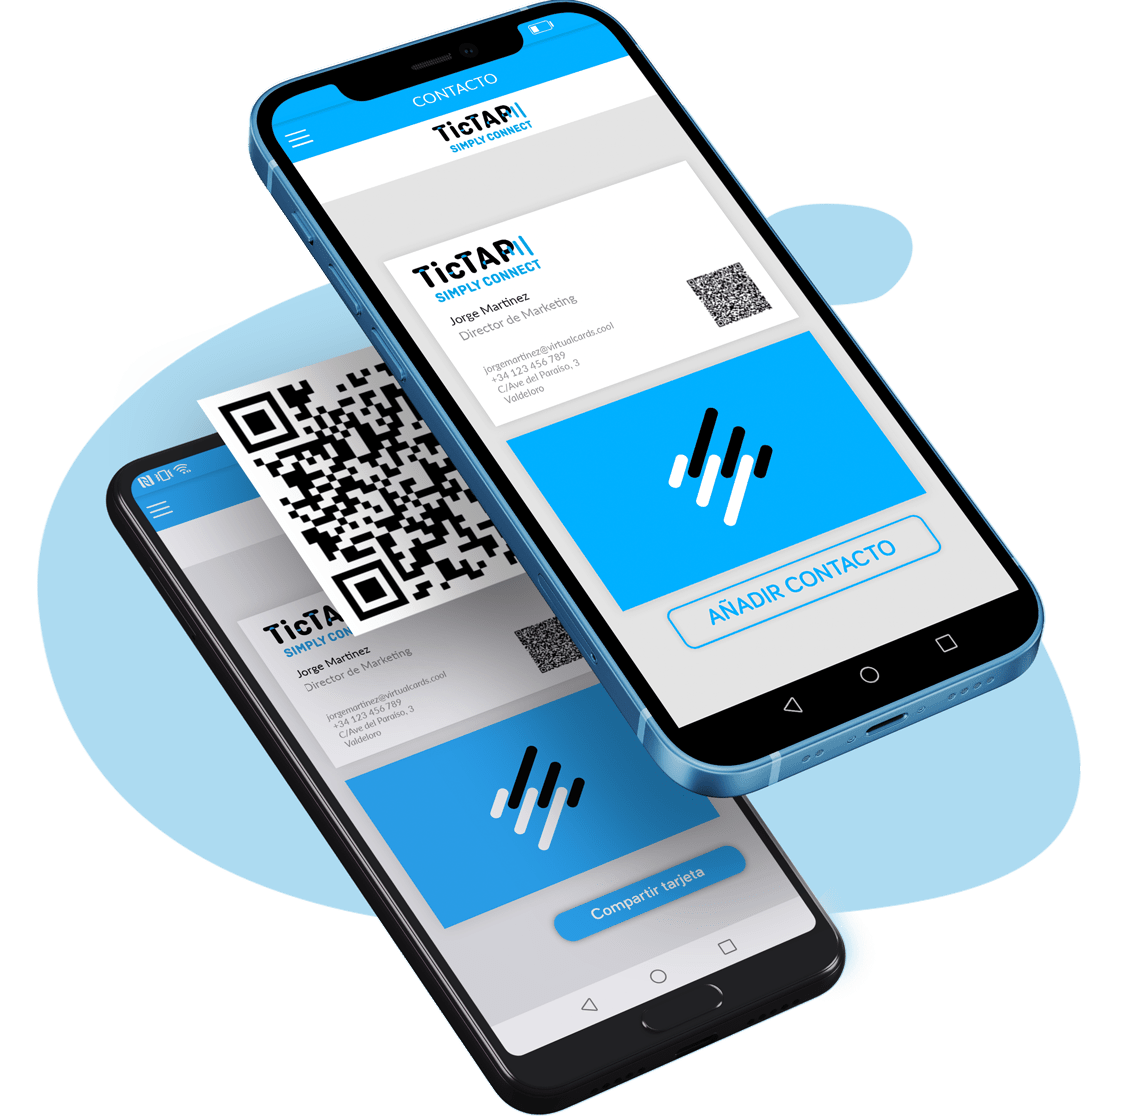 CONTACTO
TicTAP
SIMPLY CONNECT
TicTAP
SIMPLY CONNECT
Jorge Martinez
Director de Marketing
jorgemartinez@virtualcards.cool
+34 123 456 789
C/Ave del Paraiso, 3
Valdeloro
AÑADIR CONTACTO
TicTA
SIMPLY CON
Jorge Martinez
Director de Marketing
jorgemartinez@virtualcards.cool
+34 123 456 789
C/Ave del Paraiso, 3
Valdeloro
Compartir tarjeta